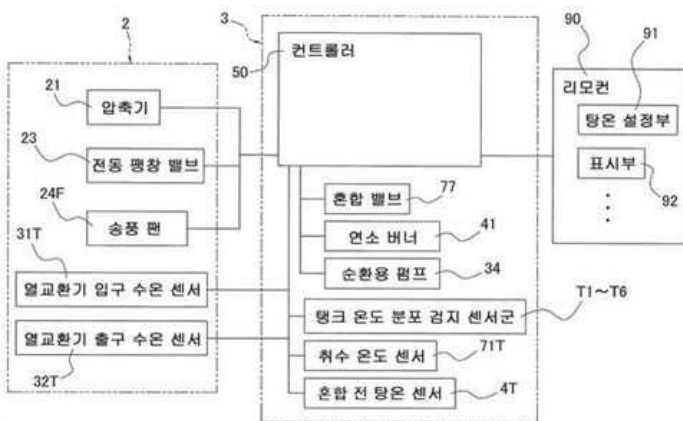 2
21
압축기
23
전동 팽창 밸브
24F
송풍 팬
31T
열교환기 입구 수온 센서
열교환기 출구 수온 센서
32T
3
50
컨트롤러
혼합 밸브
77
연소 버너
41
순환용 펌프
34
탱크 온도 분포 검지 센서군
T1~T6
취수 온도 센서
71T
혼합 전 탕온 센서
4T
90
91
리모컨
탕온 설정부
표시부
92